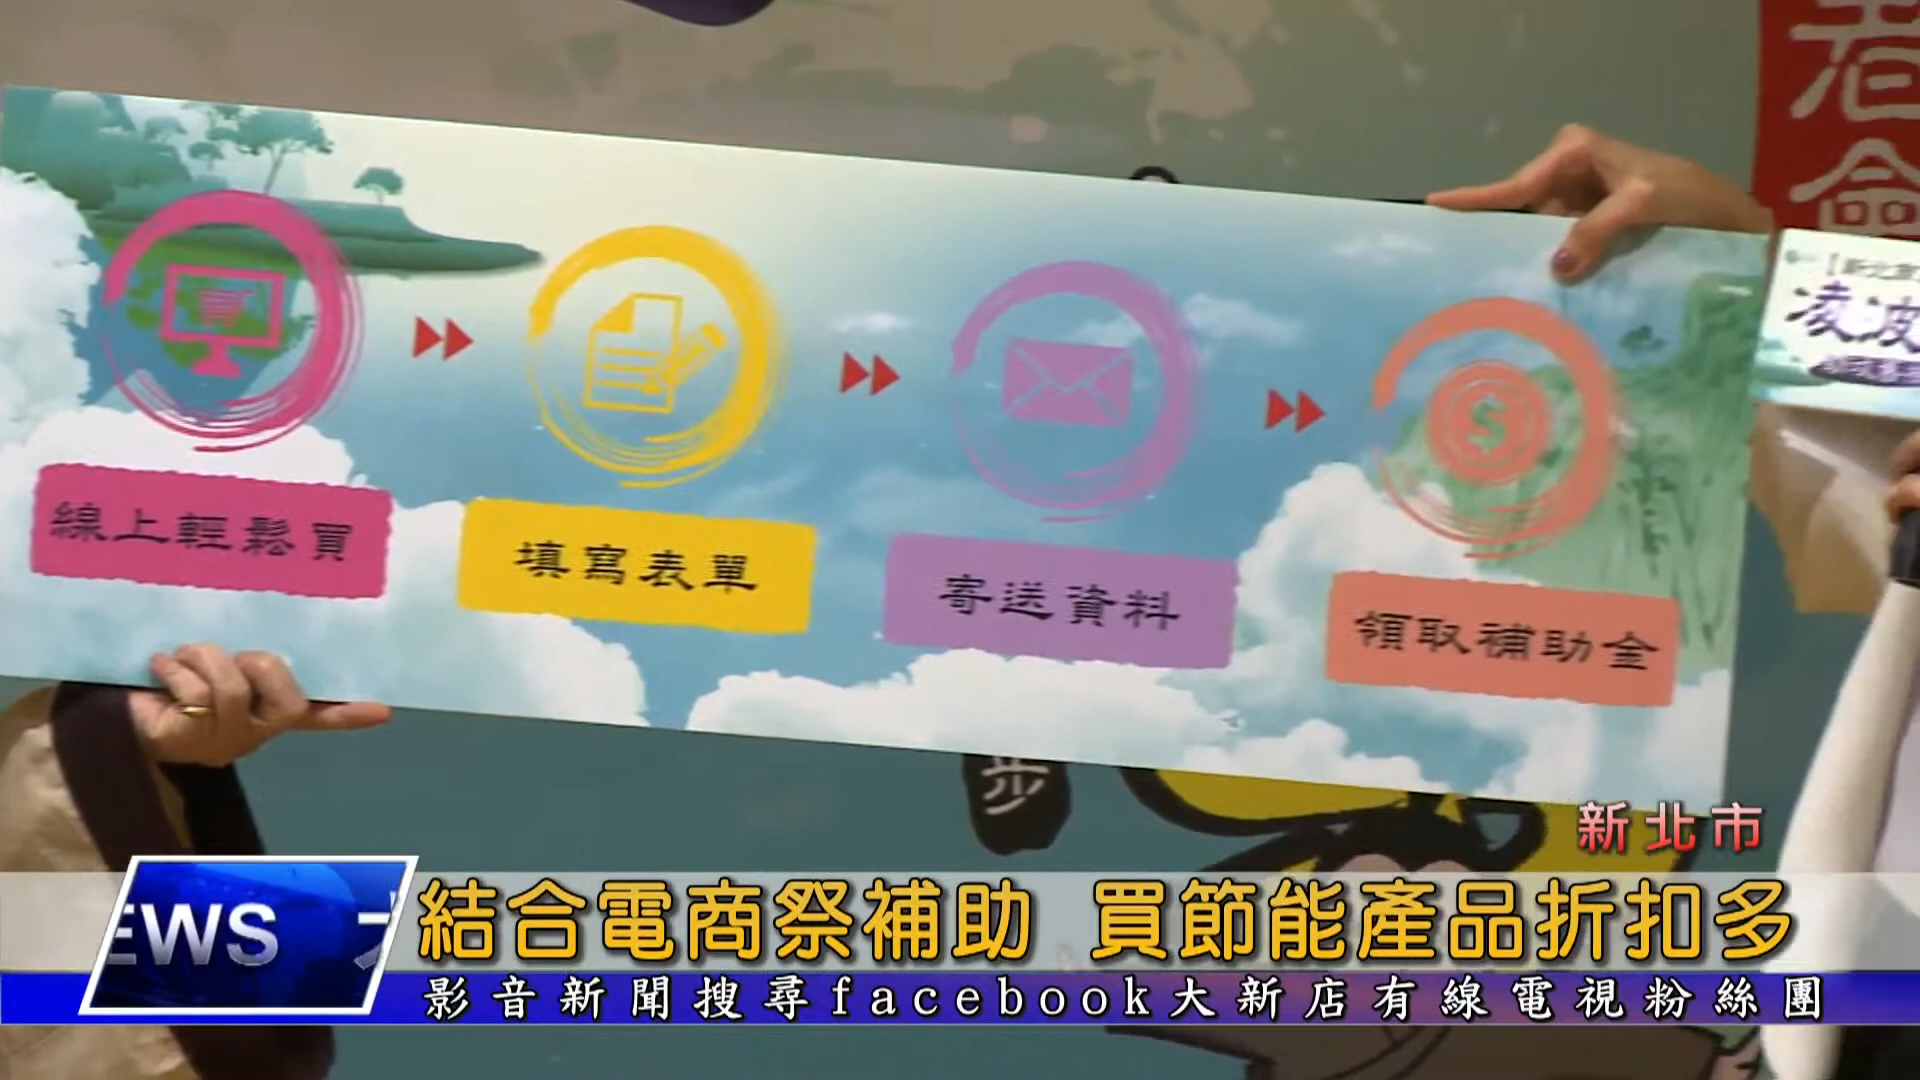 線上輕鬆買
填寫表單
寄送資料
領取補助金
凌波
步
新北市
EWS
結合電商祭補助 買節能產品折扣多
影音新聞搜尋facebook大新店有線電視粉絲團